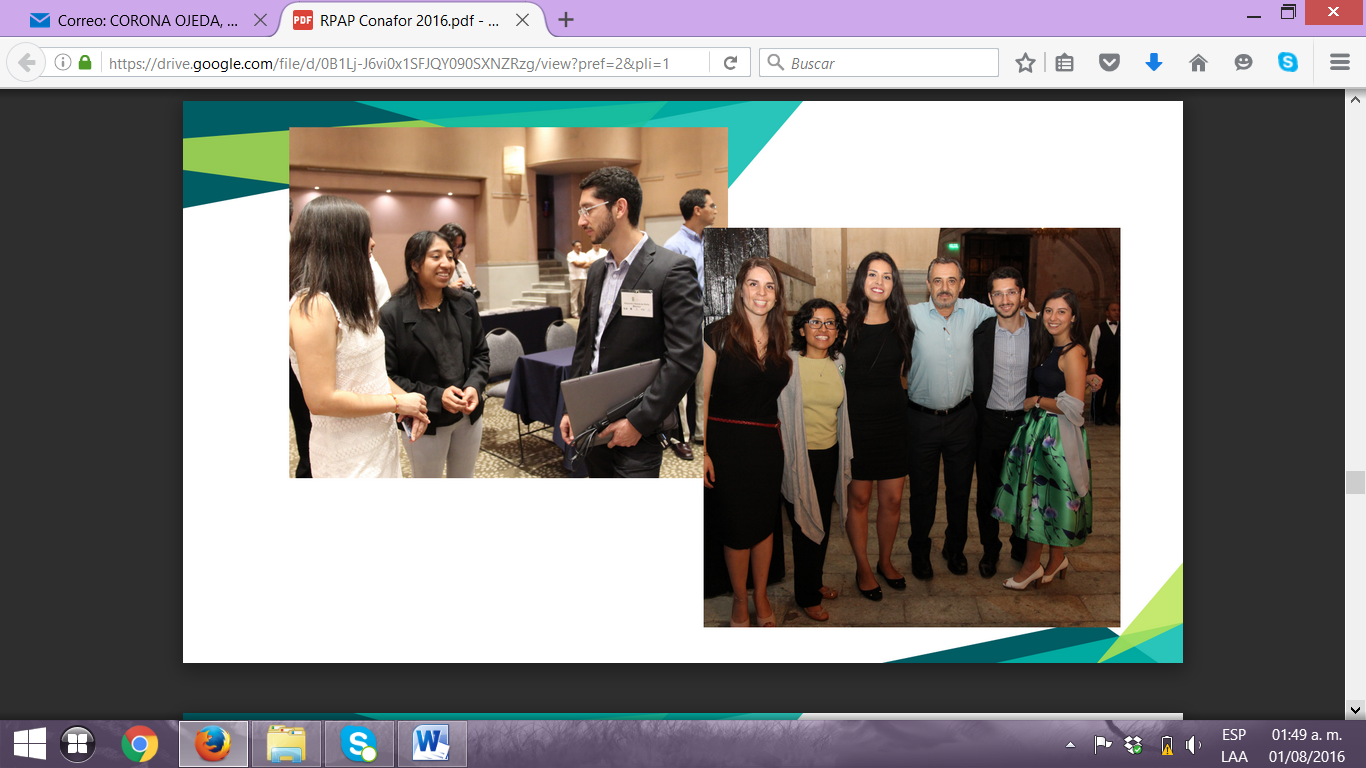 Correo: CORONA OJEDA, ...
PDF
RPAP Conafor 2016.pdf - ...
https://drive.google.com/file/d/0B1Lj-J6vi0x1SFJQY090SXNZRzg/view?pref=2&pli=1
Buscar
ESP
LAA
01:49 a. m.
01/08/2016